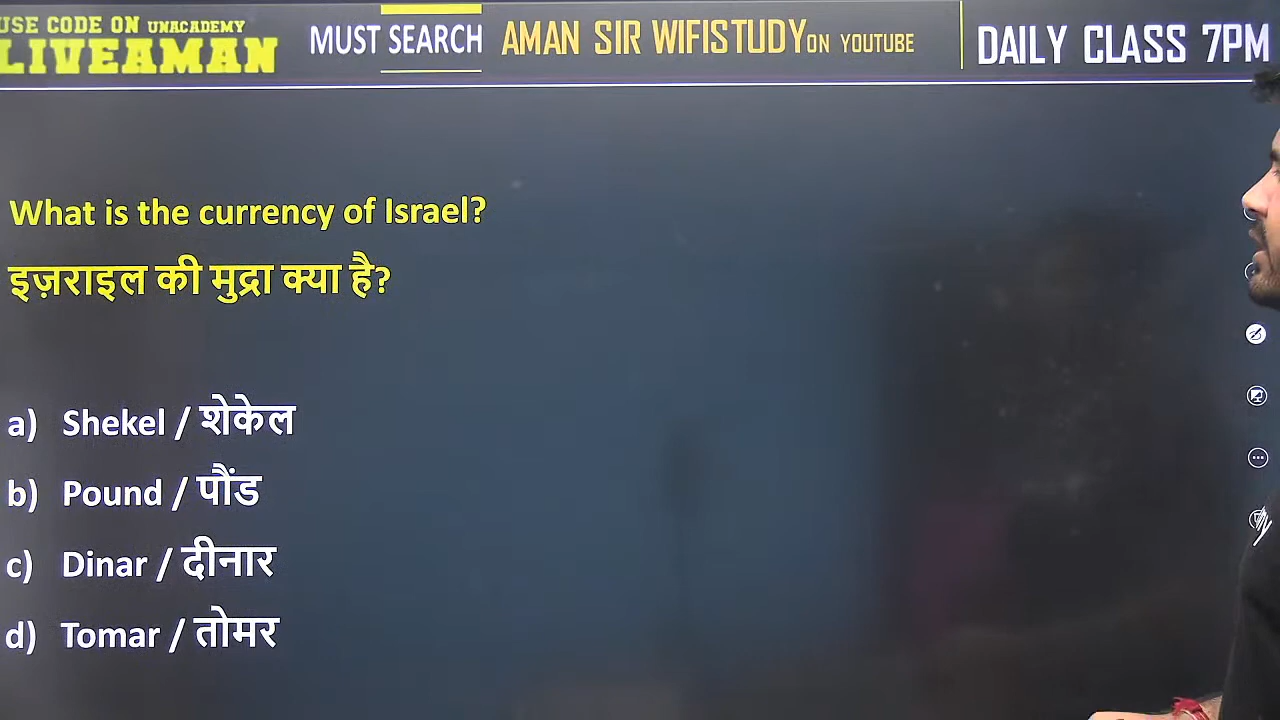 USE CODE ON UNACADEMY
LIVEAMAN
MUST SEARCH AMAN SIR WIFISTUDY ON YOUTUBE
DAILY CLASS 7PM
What is the currency of Israel?
इज़राइल की मुद्रा क्या है?
a) Shekel / शेकेल
b) Pound / पौंड
c) Dinar / दीनार
d) Tomar / तोमर